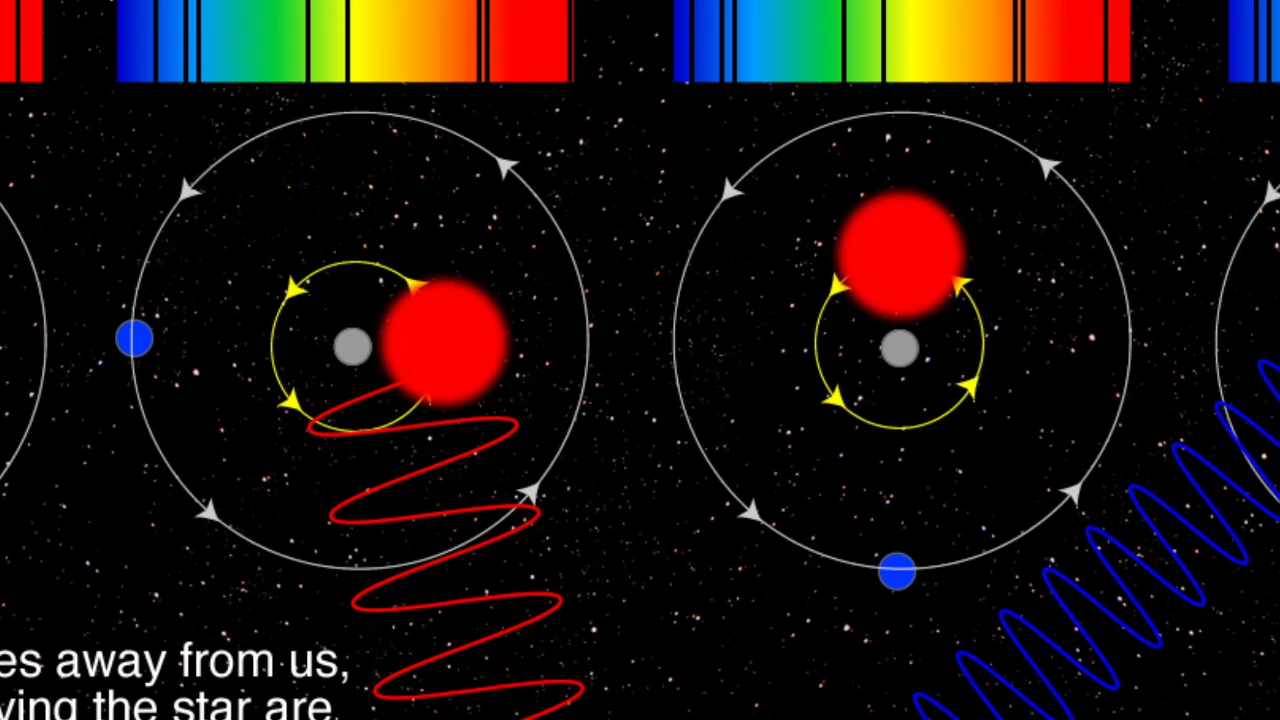 es away from us,
ving the star are